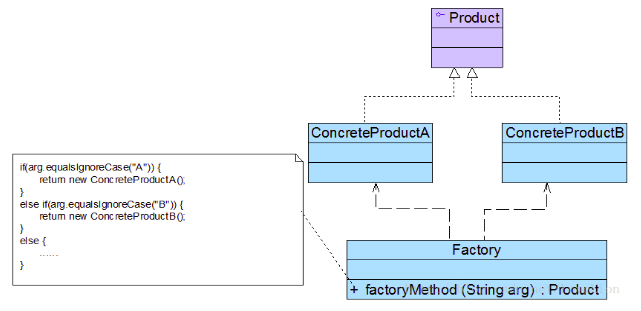 Product
ConcreteProductA
ConcreteProductB
if(arg.equalsIgnoreCase("A")) {
return new ConcreteProductA();
}
else if(arg.equalsIgnoreCase("B")) {
return new ConcreteProductB();
}
else {
......
}
Factory
+ factoryMethod (String arg) : Product